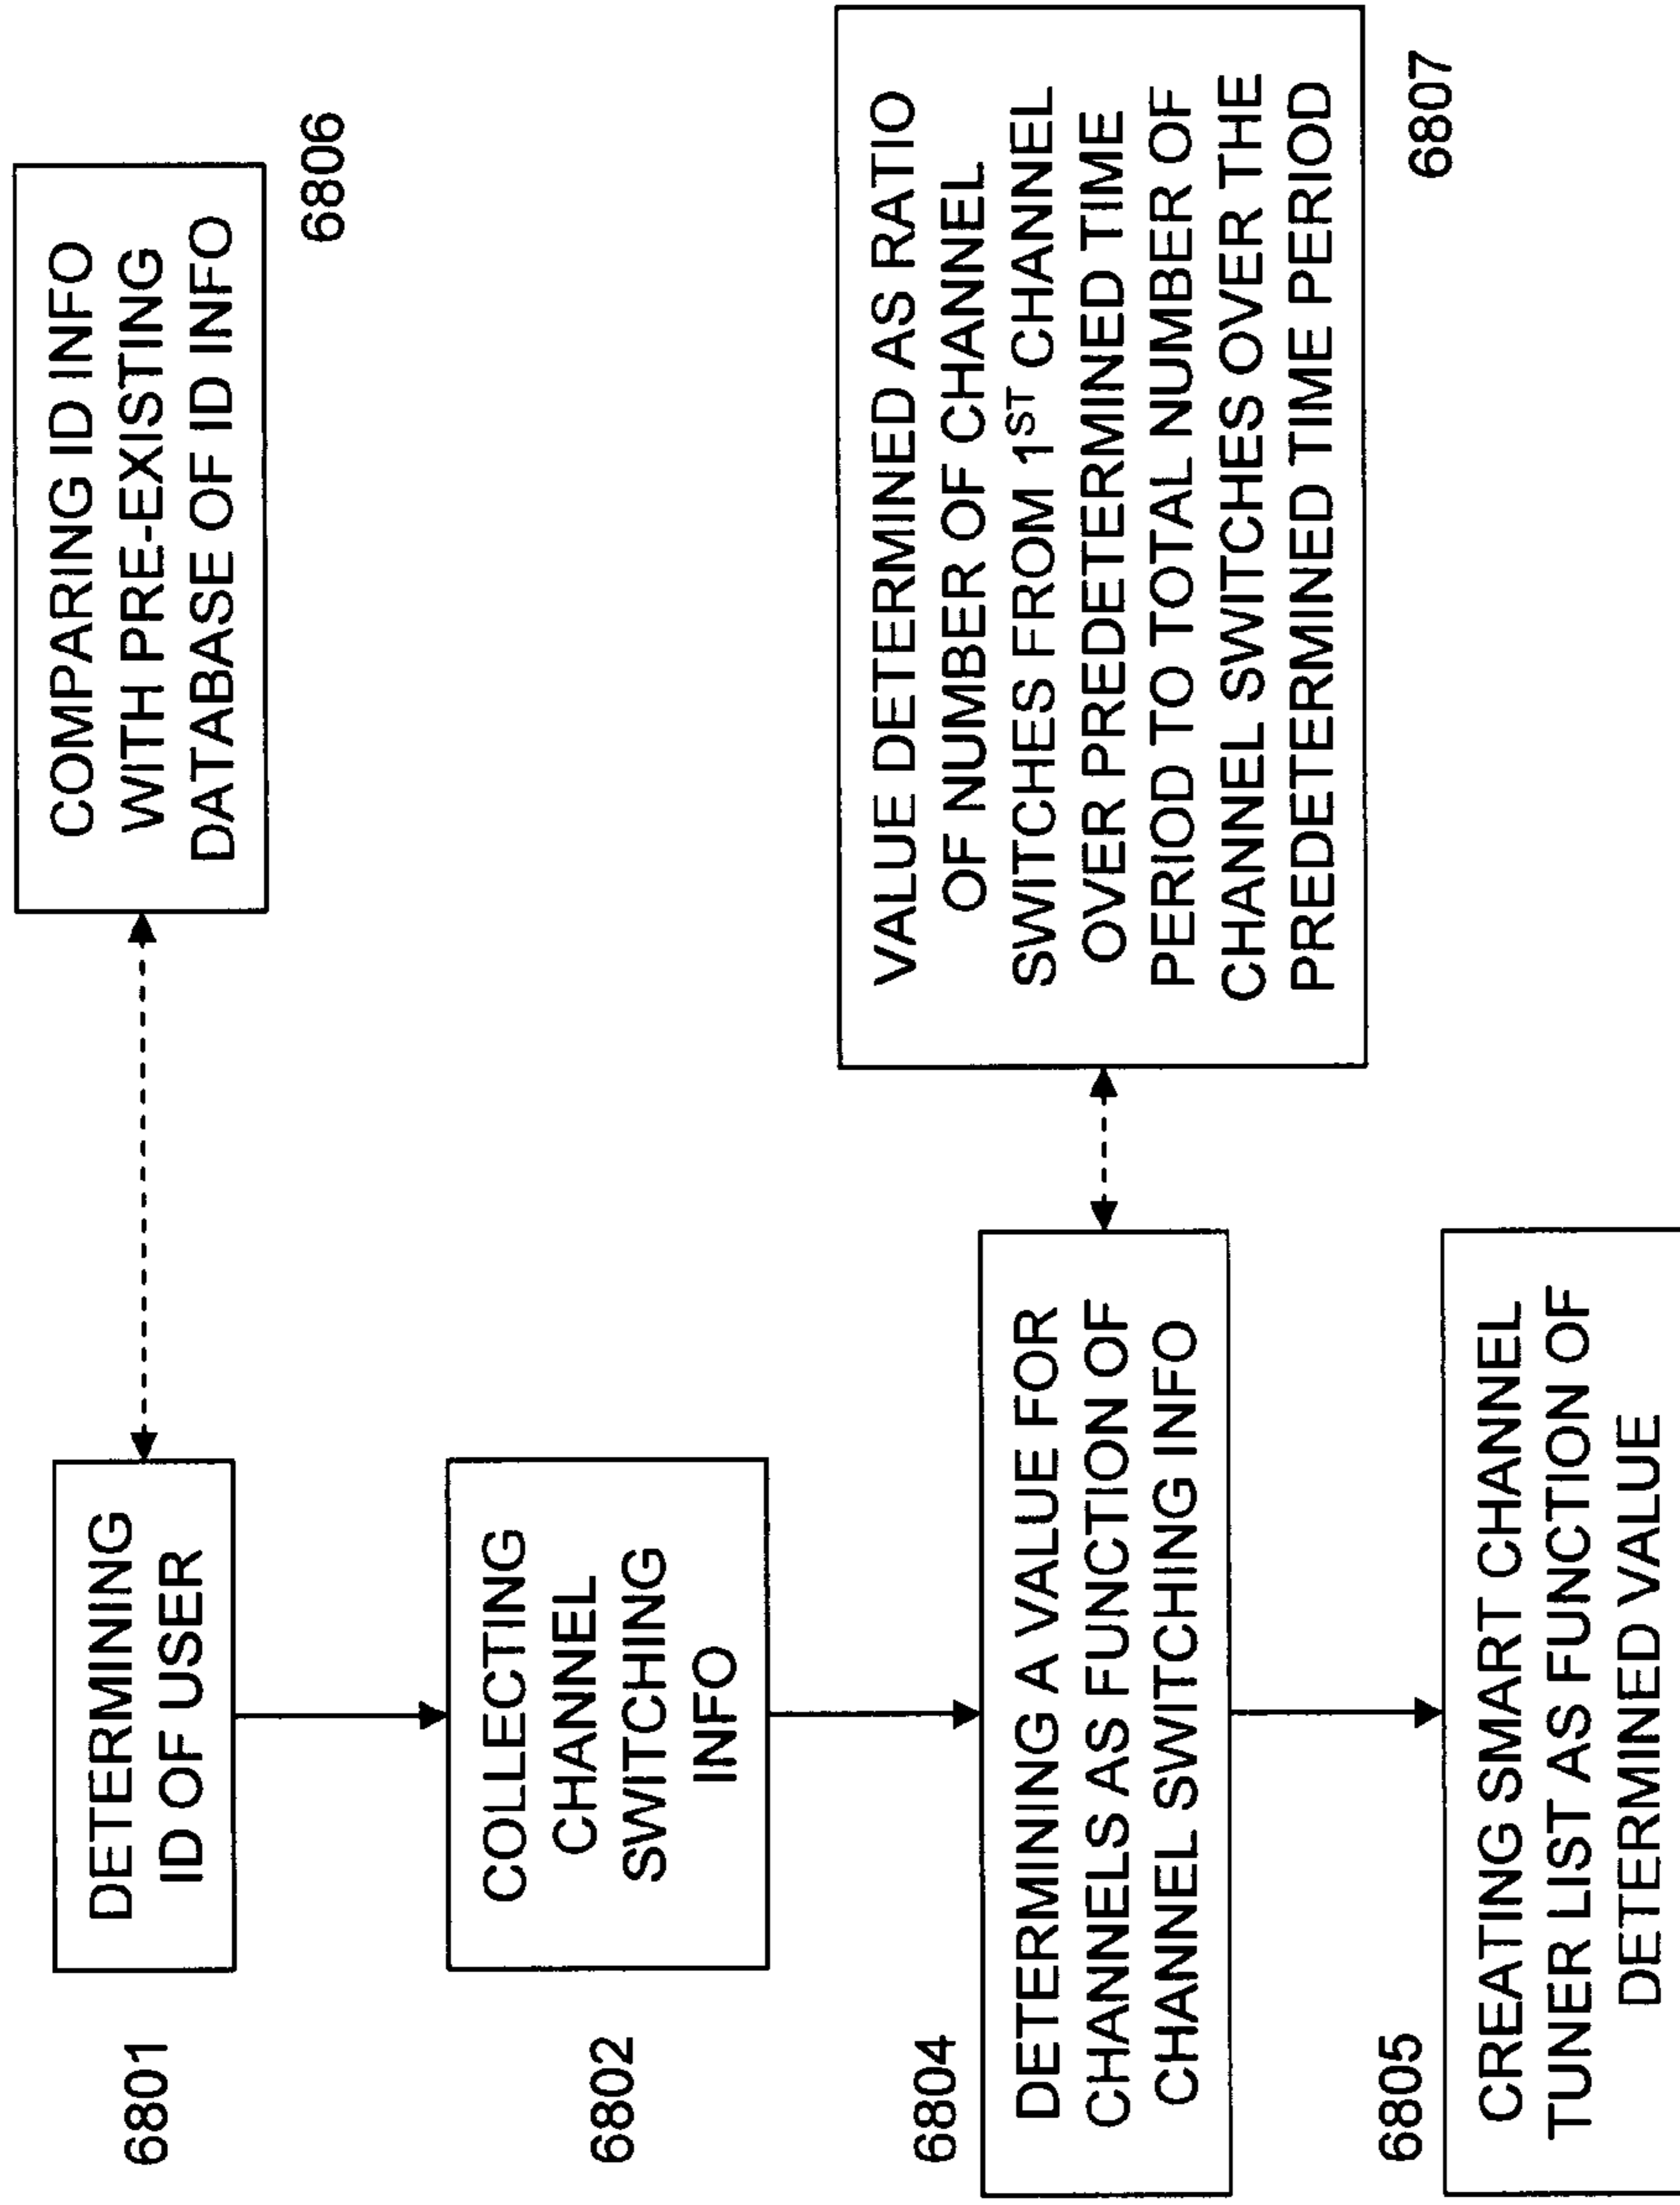 6801
DETERMINING
ID OF USER
COMPARING ID INFO
WITH PRE-EXISTING
DATABASE OF ID INFO
6806
6802
COLLECTING
CHANNEL
SWITCHING
INFO
6804
DETERMINING A VALUE FOR
CHANNELS AS FUNCTION OF
CHANNEL SWITCHING INFO
VALUE DETERMINED AS RATIO
OF NUMBER OF CHANNEL
SWITCHES FROM 1ST CHANNEL
OVER PREDETERMINED TIME
PERIOD TO TOTAL NUMBER OF
CHANNEL SWITCHES OVER THE
PREDETERMINED TIME PERIOD
6807
6805
CREATING SMART CHANNEL
TUNER LIST AS FUNCTION OF
DETERMINED VALUE